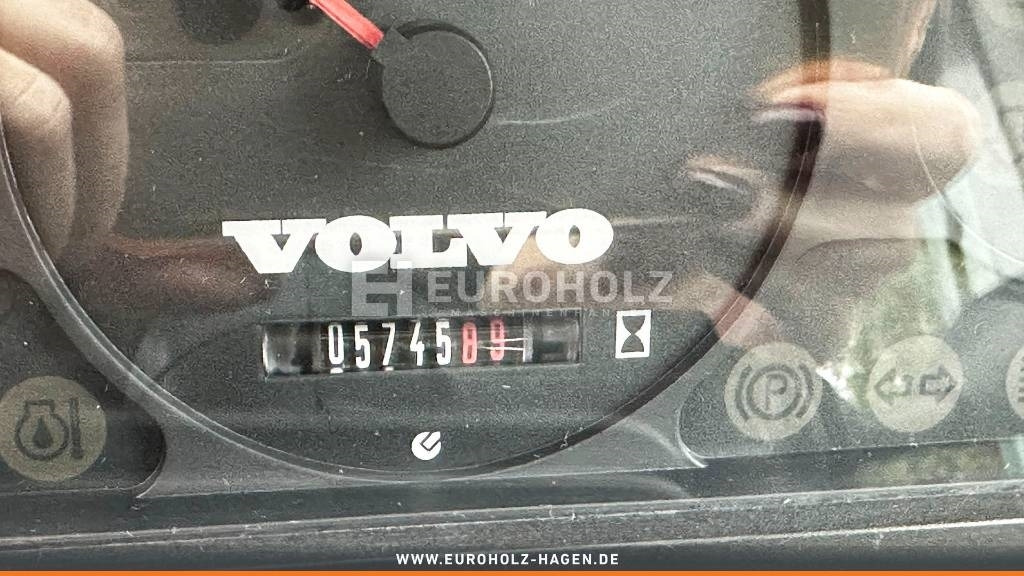 VOLVO
EUROHOLZ
0574589
P
WWW.EUROHOLZ-HAGEN.DE